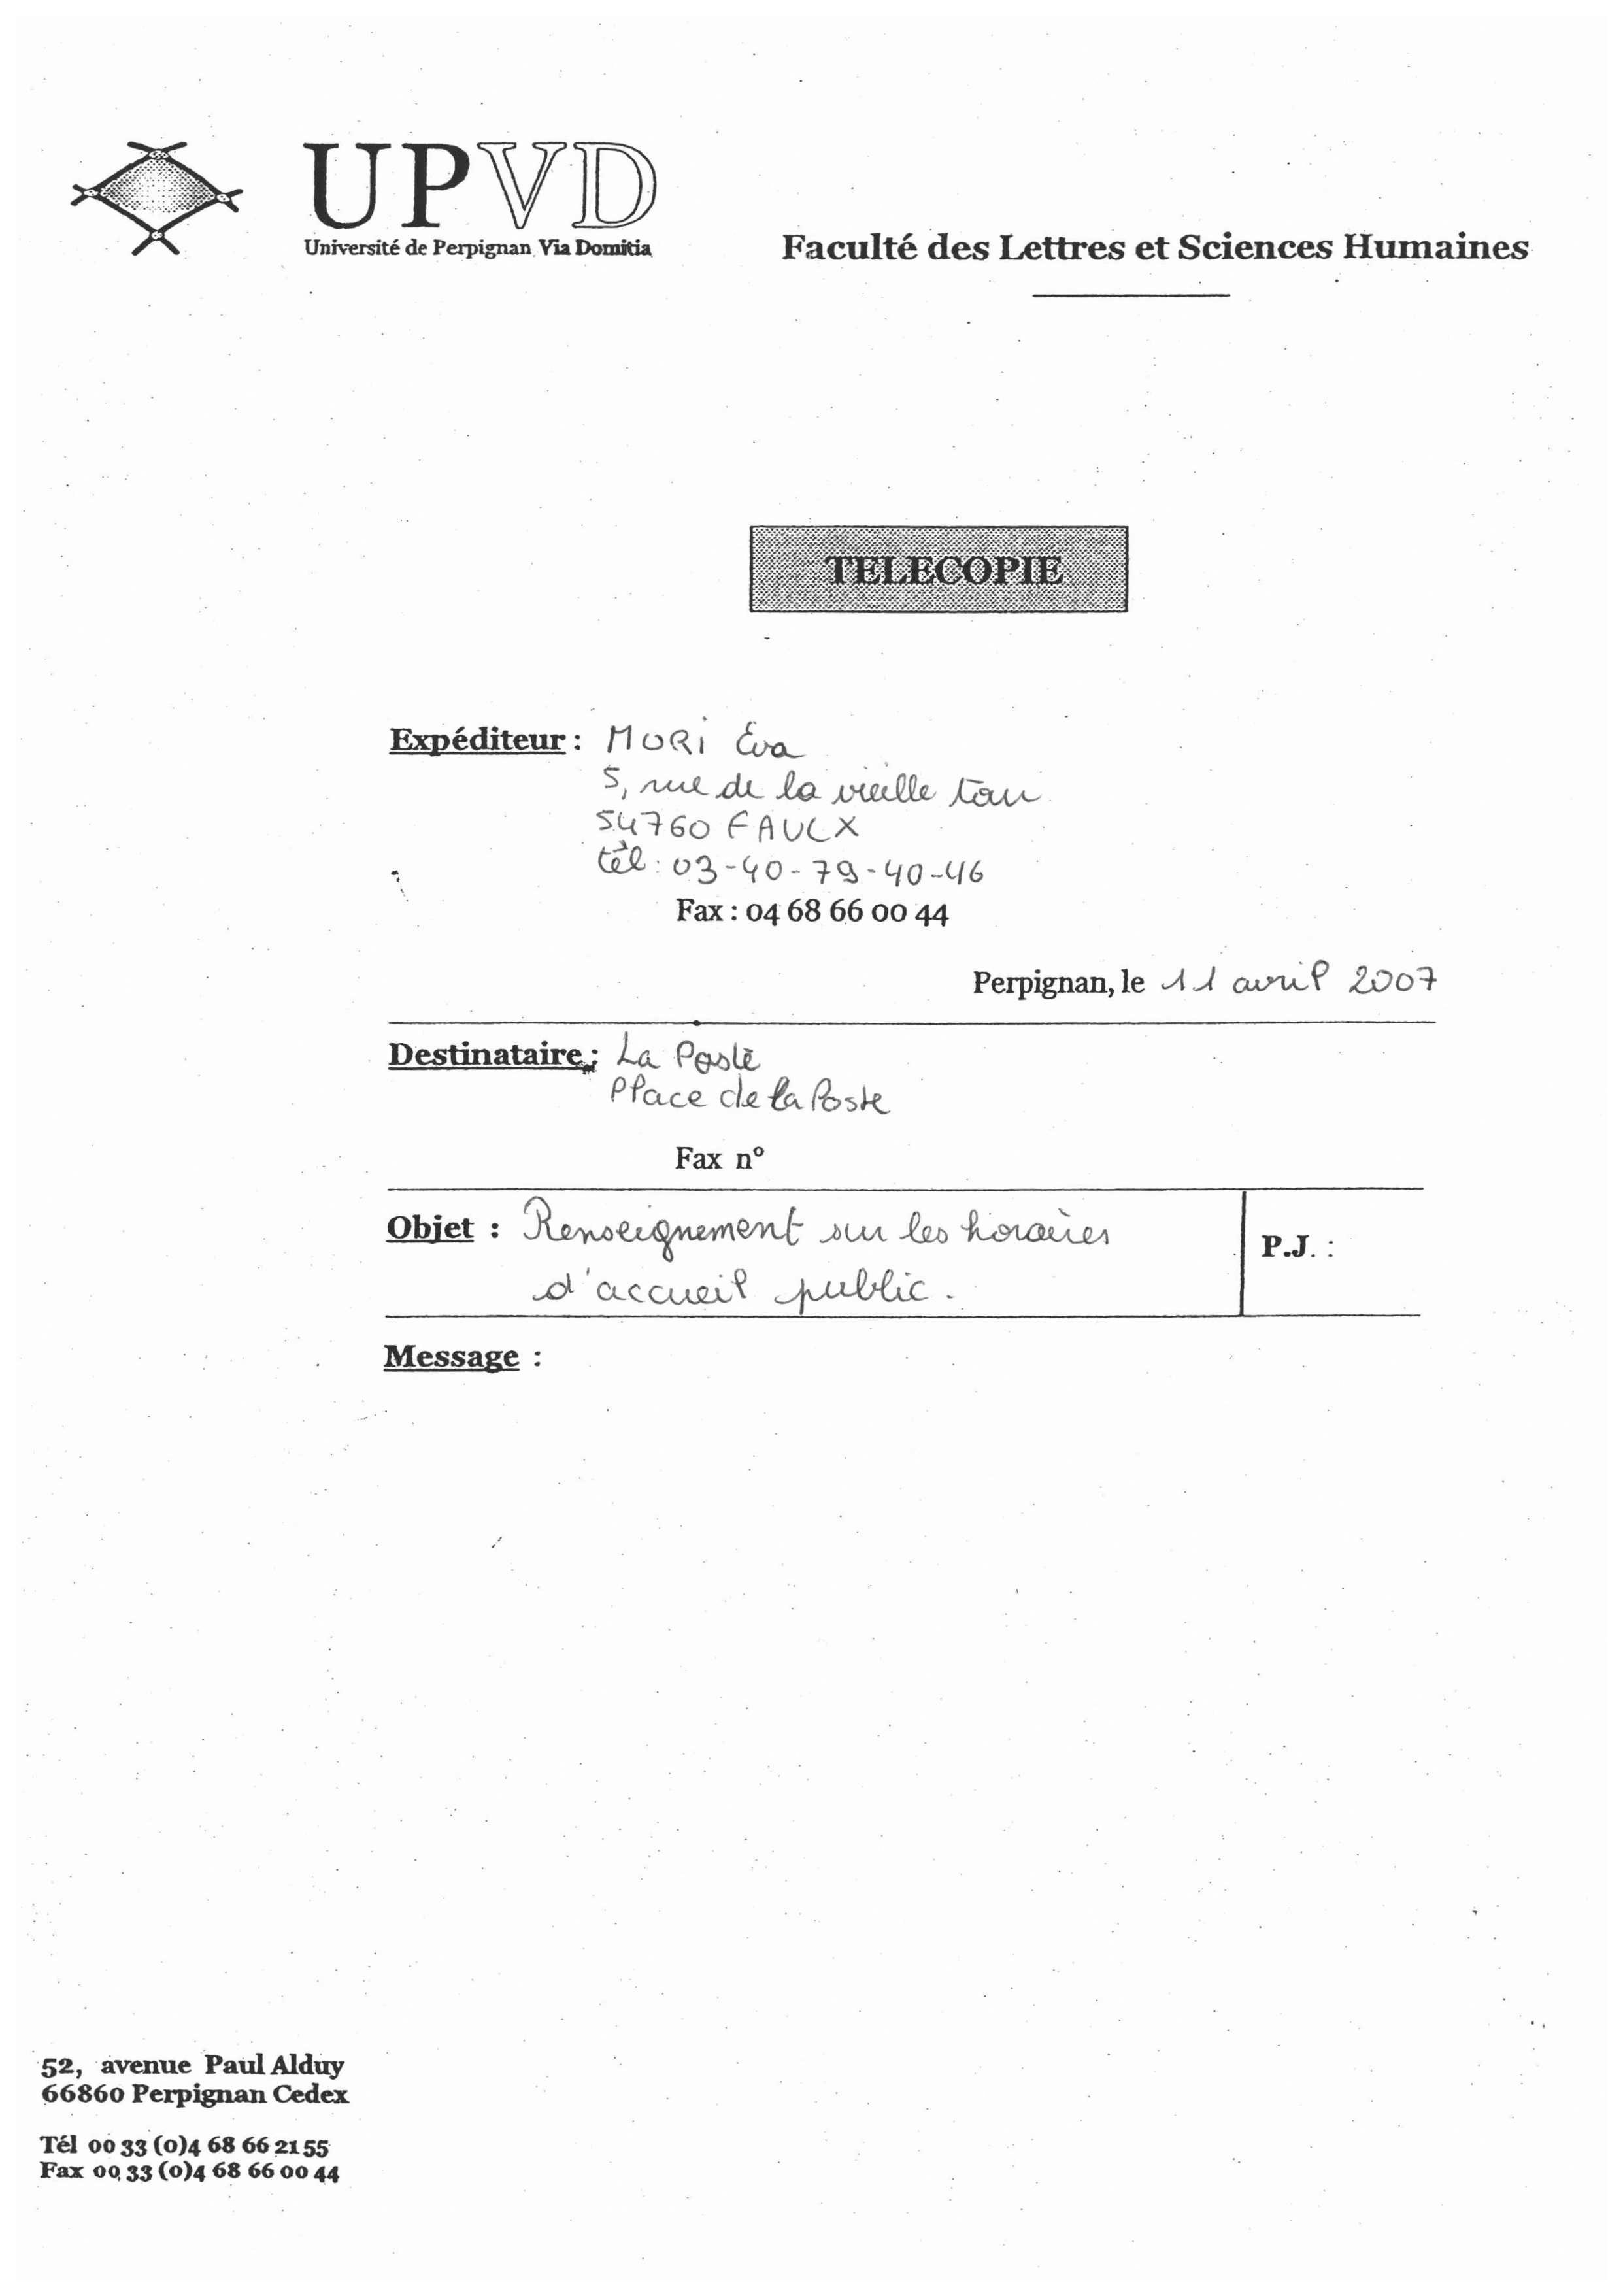 UPVD
Université de Perpignan Via Domitia
Faculté des Lettres et Sciences Humaines
TELECOPIE
Expéditeur : MORI Eva
5, rue de la vieille tour
54760 FAULX
tél : 03-40-79-40-46
Fax : 04 68 66 00 44
Perpignan, le 11 avril 2007
Destinataire : La Poste
Place de la Poste
Fax n°
Objet : Renseignement sur les horaires
d'accueil public.
P.J. :
Message :
52, avenue Paul Alduy
66860 Perpignan Cedex
Tél 00 33 (0)4 68 66 21 55
Fax 00 33 (0)4 68 66 00 44